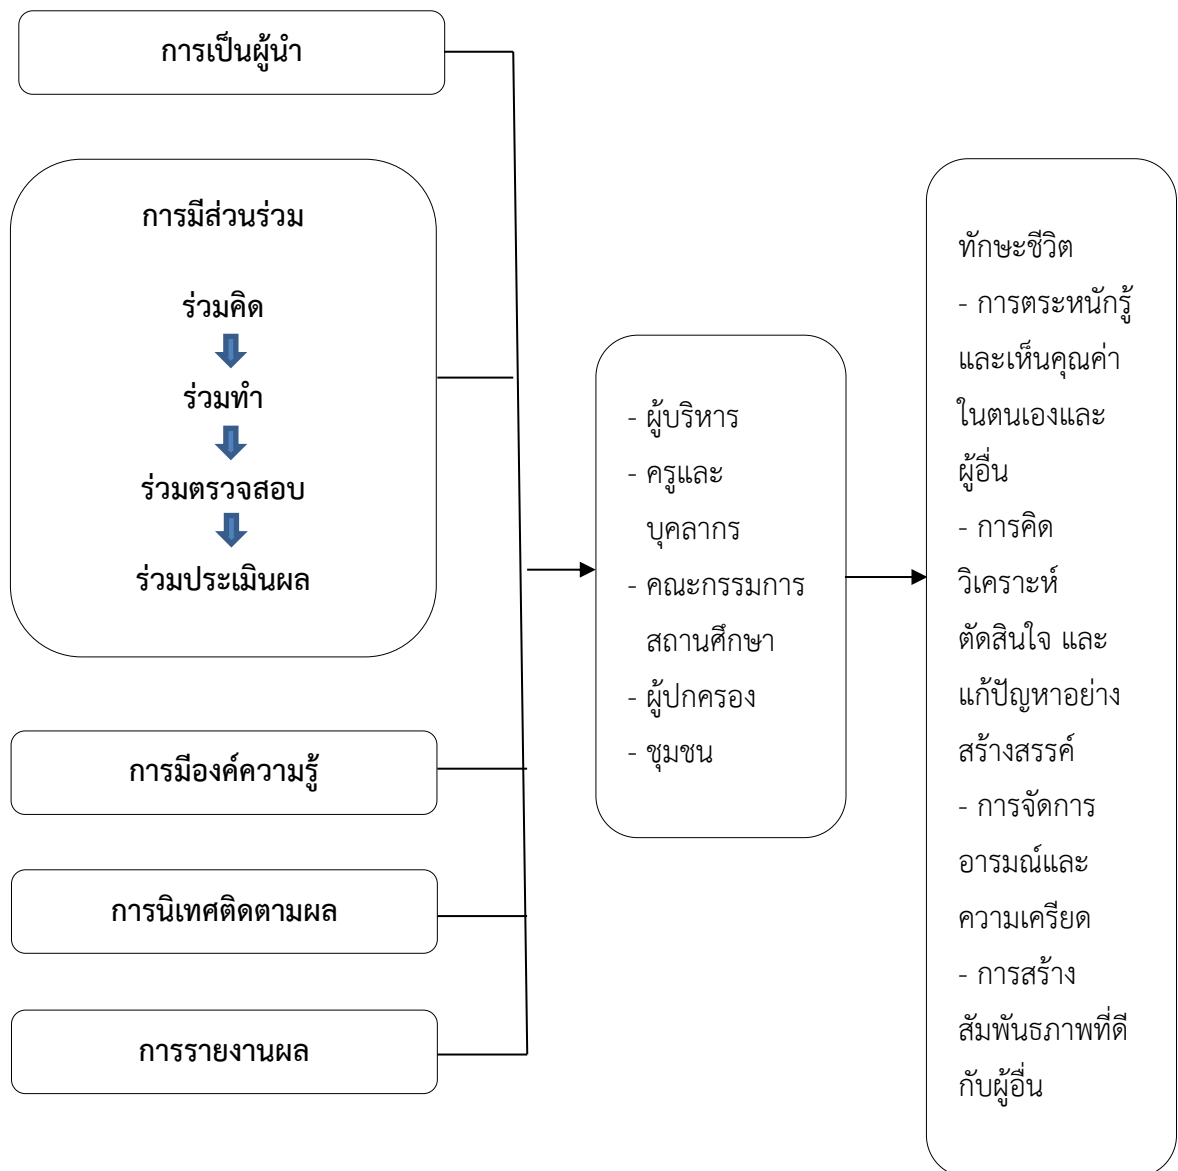 การเป็นผู้นำ
การมีส่วนร่วม
ร่วมคิด
ร่วมทำ
ร่วมตรวจสอบ
ร่วมประเมินผล
การมีองค์ความรู้
การนิเทศติดตามผล
การรายงานผล
- ผู้บริหาร
- ครูและ
บุคลากร
- คณะกรรมการ
สถานศึกษา
- ผู้ปกครอง
- ชุมชน
ทักษะชีวิต
- การตระหนักรู้
และเห็นคุณค่า
ในตนเองและ
ผู้อื่น
- การคิด
วิเคราะห์
ตัดสินใจ และ
แก้ปัญหาอย่าง
สร้างสรรค์
- การจัดการ
อารมณ์และ
ความเครียด
- การสร้าง
สัมพันธภาพที่ดี
กับผู้อื่น